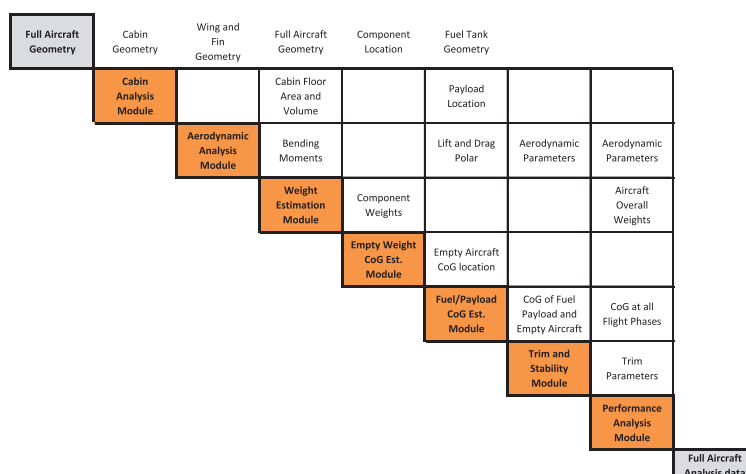 Full Aircraft
Geometry
Cabin
Geometry
Wing and
Fin
Geometry
Full Aircraft
Geometry
Component
Location
Fuel Tank
Geometry
Cabin
Analysis
Module
Cabin Floor
Area and
Volume
Payload
Location
Aerodynamic
Analysis
Module
Bending
Moments
Lift and Drag
Polar
Aerodynamic
Parameters
Aerodynamic
Parameters
Weight
Estimation
Module
Component
Weights
Aircraft
Overall
Weights
Empty Weight
CoG Est.
Module
Empty Aircraft
CoG location
Fuel/Payload
CoG Est.
Module
CoG of Fuel
Payload and
Empty Aircraft
CoG at all
Flight Phases
Trim and
Stability
Module
Trim
Parameters
Performance
Analysis
Module
Full Aircraft
Analysis data